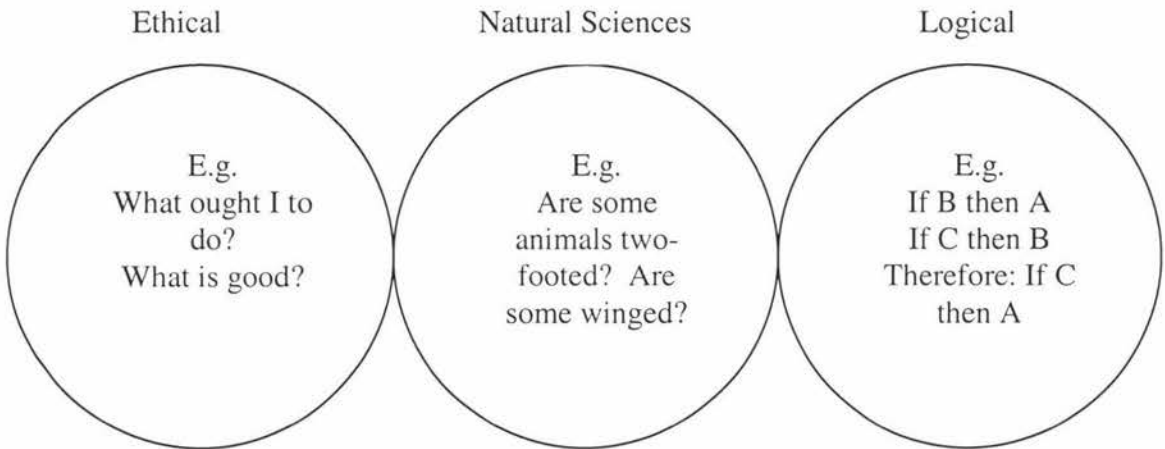 Ethical
Natural Sciences
Logical
E.g.
What ought I to
do?
What is good?
E.g.
Are some
animals two-
footed? Are
some winged?
E.g.
If B then A
If C then B
Therefore: If C
then A